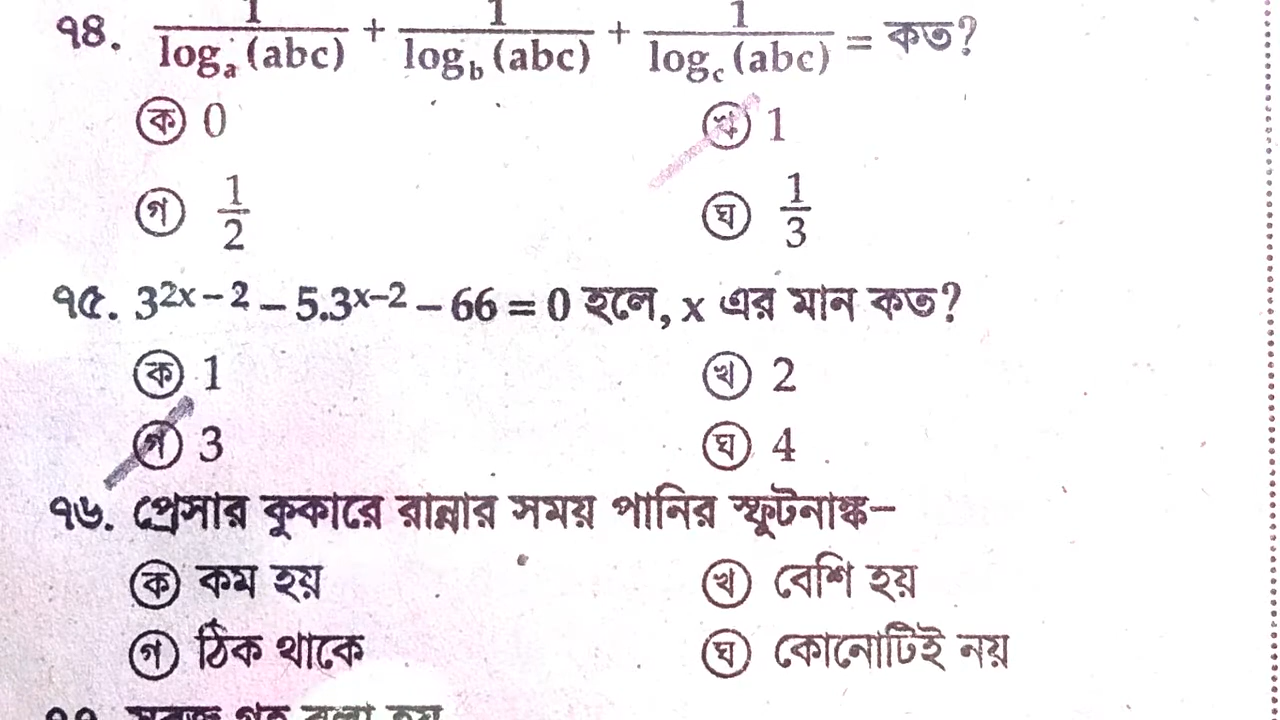 ৭৪. 1/logₐ(abc) + 1/log_b(abc) + 1/log_c(abc) = কত?
ক 0 খ 1
গ 1/2 ঘ 1/3
৭৫. 3^{2x-2} – 5.3^{x-2} – 66 = 0 হলে, x এর মান কত?
ক 1 খ 2
গ 3 ঘ 4
৭৬. প্রেসার কুকারে রান্নার সময় পানির স্ফুটনাঙ্ক–
ক কম হয় খ বেশি হয়
গ ঠিক থাকে ঘ কোনোটিই নয়